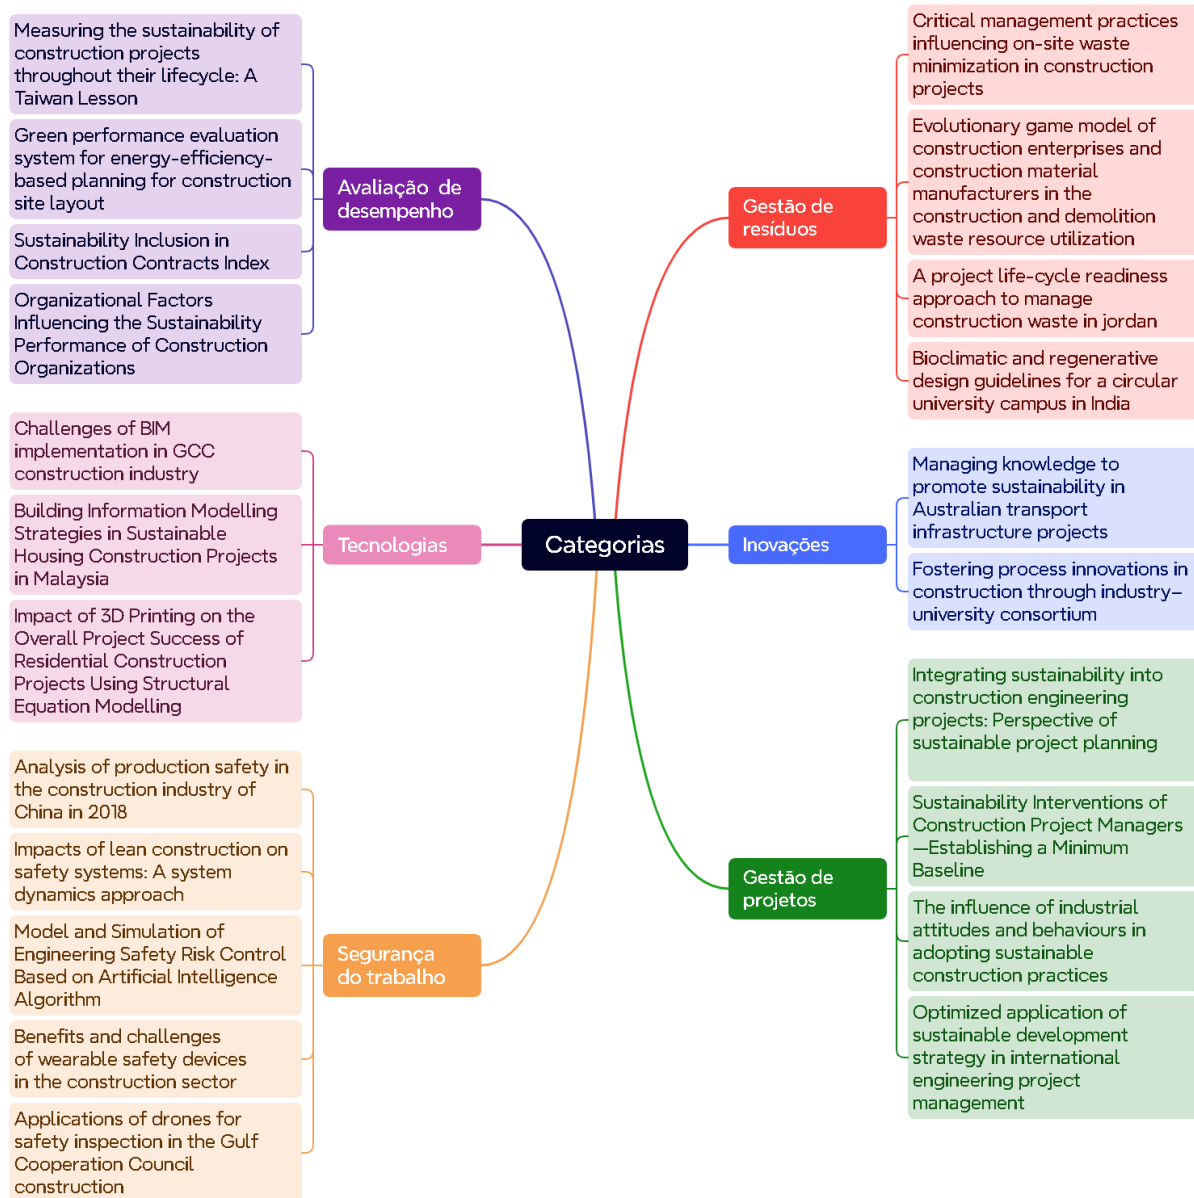 Measuring the sustainability of
construction projects
throughout their lifecycle: A
Taiwan Lesson
Green performance evaluation
system for energy-efficiency-
based planning for construction
site layout
Sustainability Inclusion in
Construction Contracts Index
Organizational Factors
Influencing the Sustainability
Performance of Construction
Organizations
Avaliação de
desempenho
Challenges of BIM
implementation in GCC
construction industry
Building Information Modelling
Strategies in Sustainable
Housing Construction Projects
in Malaysia
Impact of 3D Printing on the
Overall Project Success of
Residential Construction
Projects Using Structural
Equation Modelling
Tecnologias
Analysis of production safety in
the construction industry of
China in 2018
Impacts of lean construction on
safety systems: A system
dynamics approach
Model and Simulation of
Engineering Safety Risk Control
Based on Artificial Intelligence
Algorithm
Benefits and challenges
of wearable safety devices
in the construction sector
Applications of drones for
safety inspection in the Gulf
Cooperation Council
construction
Segurança
do trabalho
Categorias
Gestão de
resíduos
Critical management practices
influencing on-site waste
minimization in construction
projects
Evolutionary game model of
construction enterprises and
construction material
manufacturers in the
construction and demolition
waste resource utilization
A project life-cycle readiness
approach to manage
construction waste in jordan
Bioclimatic and regenerative
design guidelines for a circular
university campus in India
Inovações
Managing knowledge to
promote sustainability in
Australian transport
infrastructure projects
Fostering process innovations in
construction through industry–
university consortium
Gestão de
projetos
Integrating sustainability into
construction engineering
projects: Perspective of
sustainable project planning
Sustainability Interventions of
Construction Project Managers
—Establishing a Minimum
Baseline
The influence of industrial
attitudes and behaviours in
adopting sustainable
construction practices
Optimized application of
sustainable development
strategy in international
engineering project
management